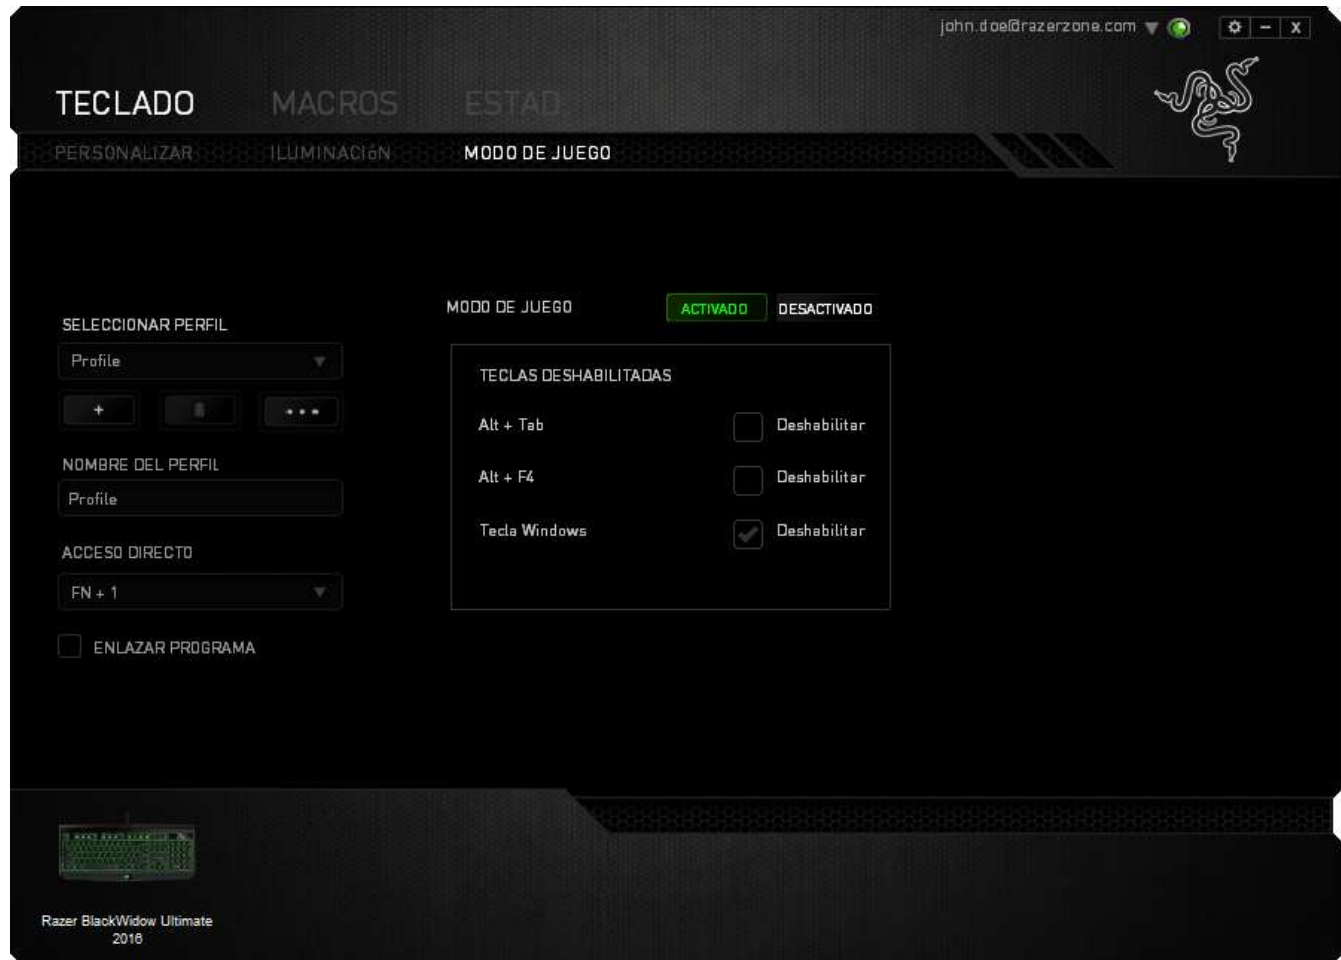 john.doe@razerzone.com
TECLADO MACROS ESTAD
PERSONALIZAR ILUMINACIóN MODO DE JUEGO
MODO DE JUEGO ACTIVADO DESACTIVADO
SELECCIONAR PERFIL
Profile
NOMBRE DEL PERFIL
Profile
ACCESO DIRECTO
FN + 1
ENLAZAR PROGRAMA
TECLAS DESHABILITADAS
Alt + Tab Deshabilitar
Alt + F4 Deshabilitar
Tecla Windows Deshabilitar
Razer BlackWidow Ultimate
2016